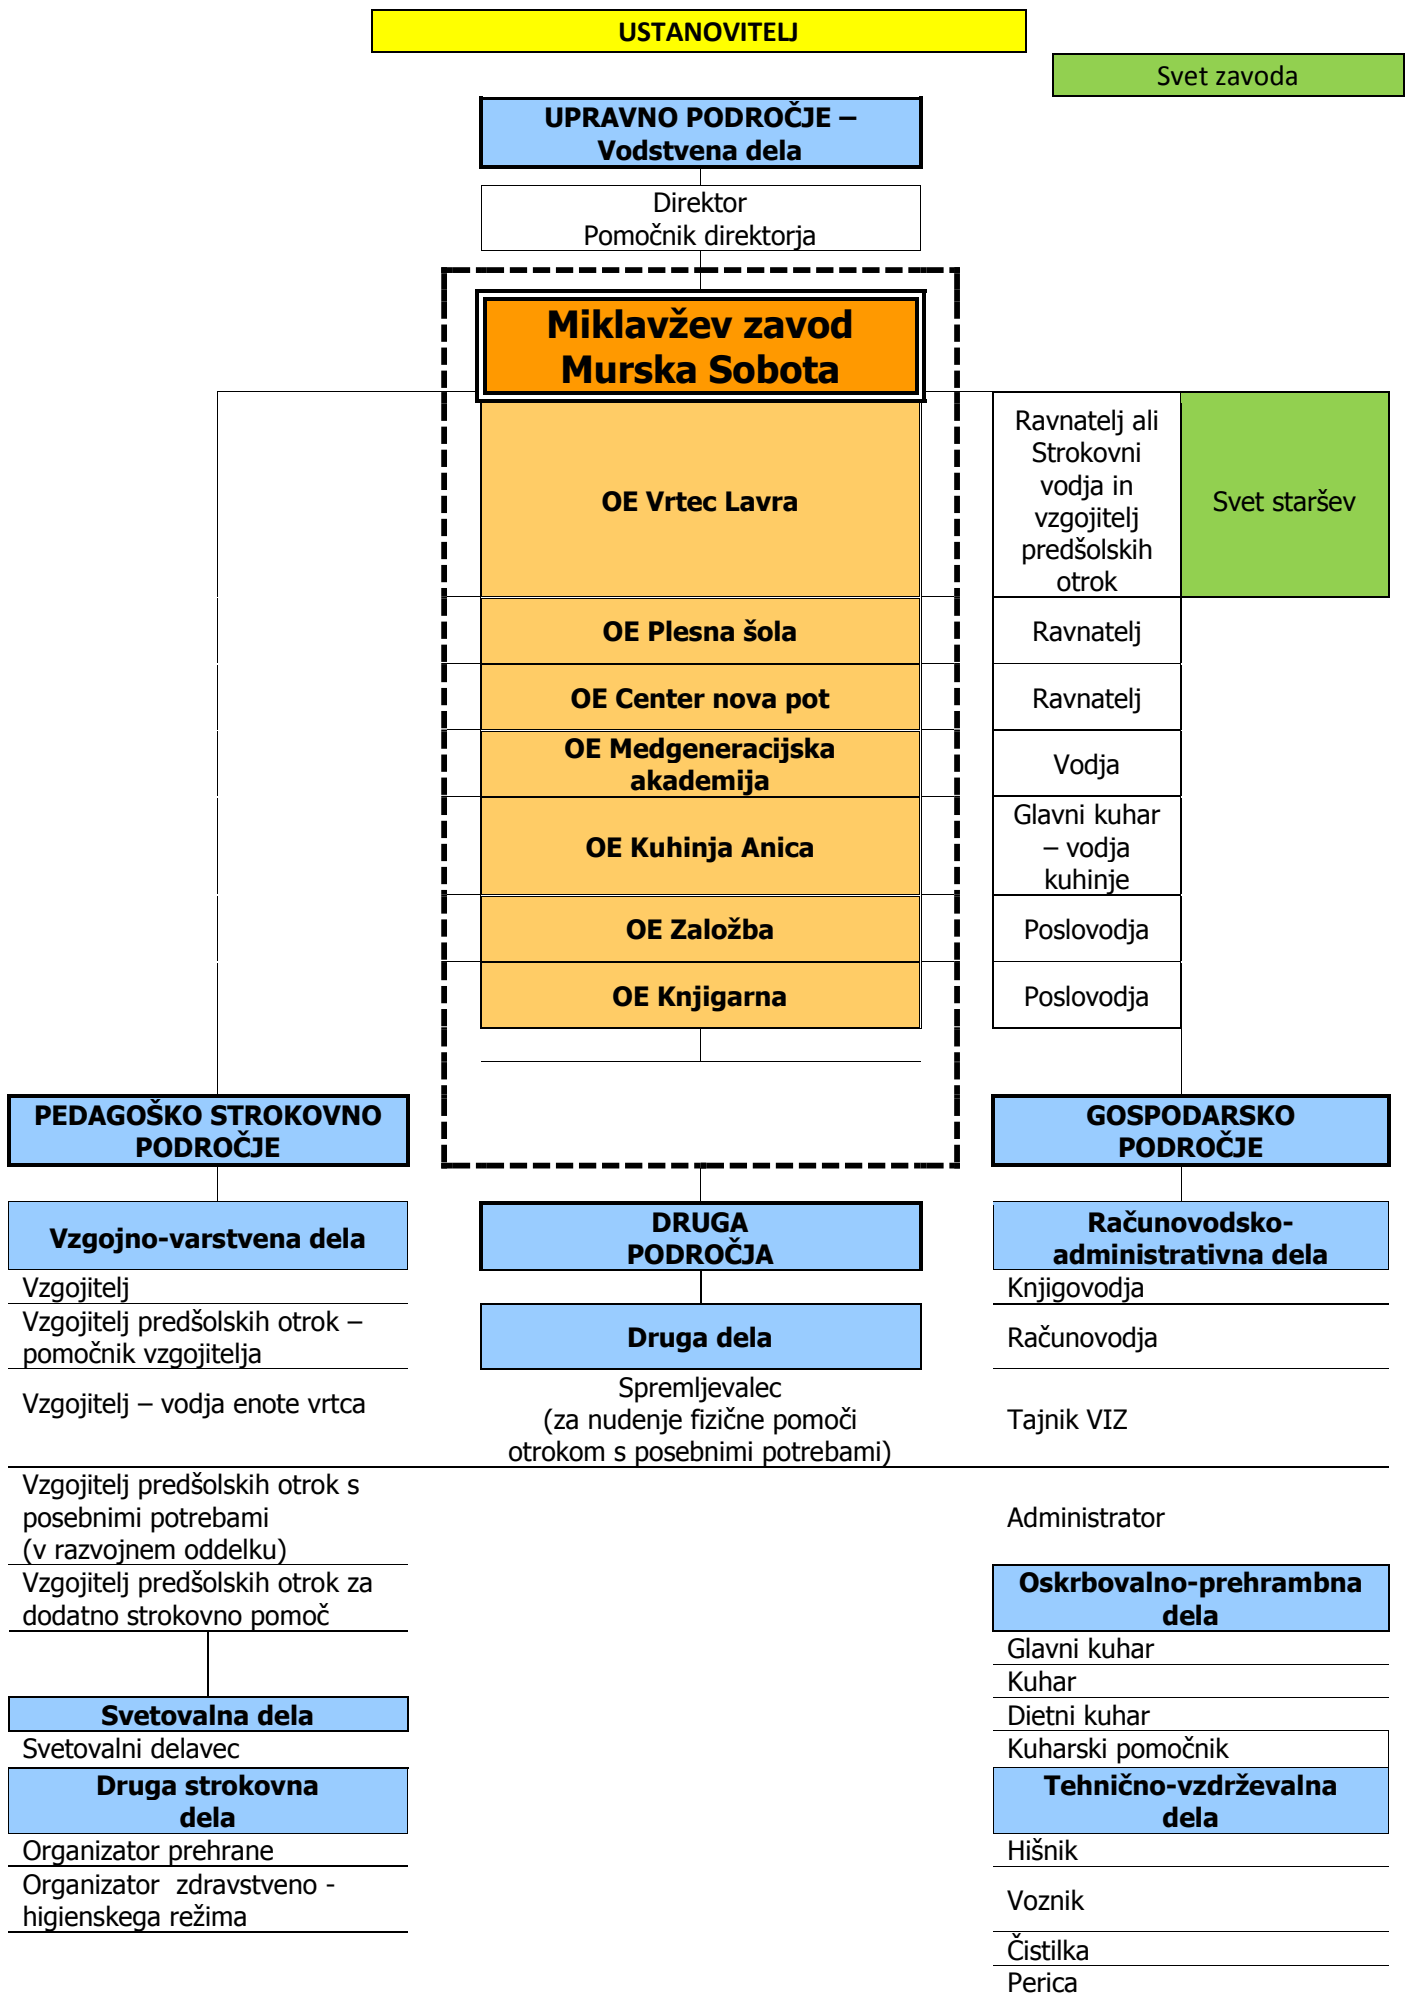 USTANOVITELJ
Svet zavoda
UPRAVNO PODROČJE –
Vodstvena dela
Direktor
Pomočnik direktorja
Miklavžev zavod
Murska Sobota
OE Vrtec Lavra
Ravnatelj ali
Strokovni
vodja in
vzgojitelj
predšolskih
otrok
Svet staršev
OE Plesna šola
Ravnatelj
OE Center nova pot
Ravnatelj
OE Medgeneracijska
akademija
Vodja
OE Kuhinja Anica
Glavni kuhar
– vodja
kuhinje
OE Založba
Poslovodja
OE Knjigarna
Poslovodja
PEDAGOŠKO STROKOVNO
PODROČJE
Vzgojno-varstvena dela
Vzgojitelj
Vzgojitelj predšolskih otrok –
pomočnik vzgojitelja
Vzgojitelj – vodja enote vrtca
Vzgojitelj predšolskih otrok s
posebnimi potrebami
(v razvojnem oddelku)
Vzgojitelj predšolskih otrok za
dodatno strokovno pomoč
Svetovalna dela
Svetovalni delavec
Druga strokovna
dela
Organizator prehrane
Organizator  zdravstveno -
higienskega režima
DRUGA
PODROČJA
Druga dela
Spremljevalec
(za nudenje fizične pomoči
otrokom s posebnimi potrebami)
GOSPODARSKO
PODROČJE
Računovodsko-
administrativna dela
Knjigovodja
Računovodja
Tajnik VIZ
Administrator
Oskrbovalno-prehrambna
dela
Glavni kuhar
Kuhar
Dietni kuhar
Kuharski pomočnik
Tehnično-vzdrževalna
dela
Hišnik
Voznik
Čistilka
Perica